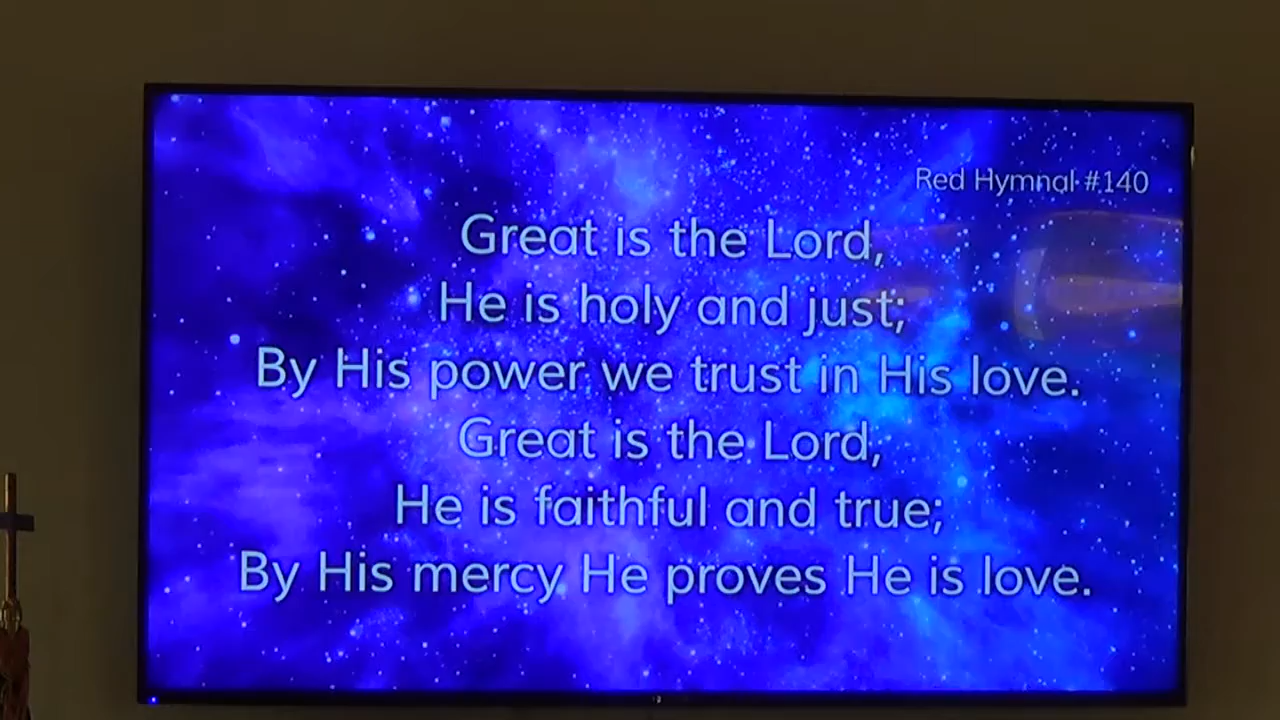 Red Hymnal #140
Great is the Lord,
He is holy and just;
By His power we trust in His love.
Great is the Lord,
He is faithful and true;
By His mercy He proves He is love.